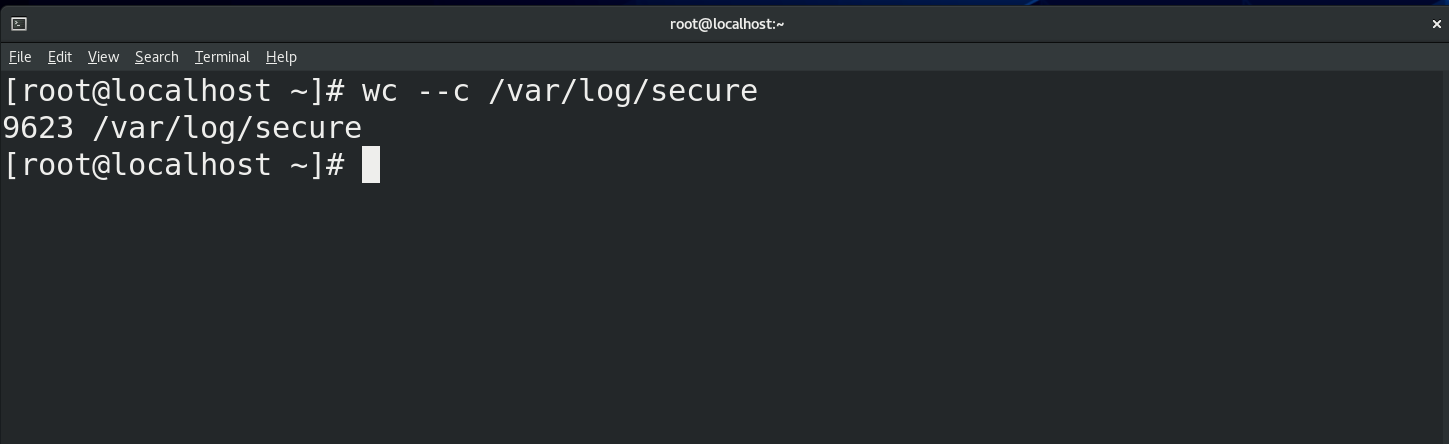 root@localhost:~
File Edit View Search Terminal Help
[root@localhost ~]# wc --c /var/log/secure
9623 /var/log/secure
[root@localhost ~]#